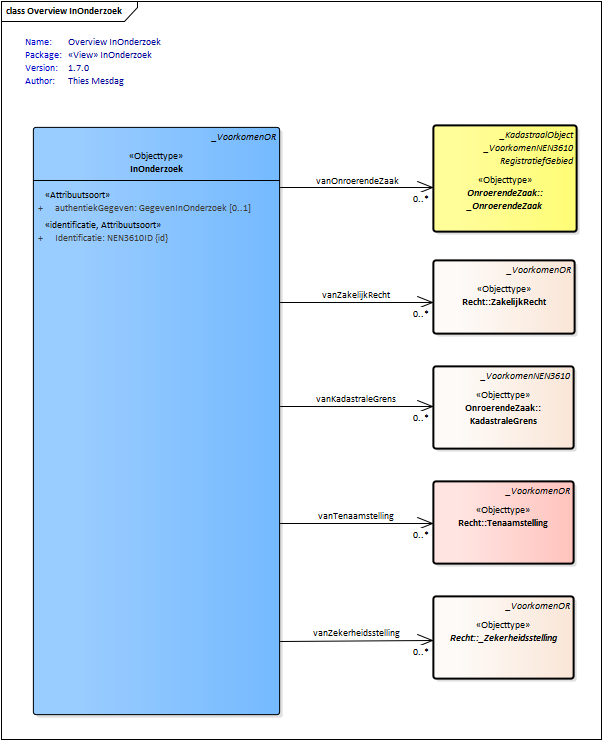 class Overview InOnderzoek
Name: Overview InOnderzoek
Package: «View» InOnderzoek
Version: 1.7.0
Author: Thies Mesdag
_VoorkomenOR
«Objecttype»
InOnderzoek
«Attribuutsoort»
+ authentiekGegeven: GegevenInOnderzoek [0..1]
«identificatie, Attribuutsoort»
+ Identificatie: NEN3610ID {id}
vanOnroerendeZaak
0..*
_KadastraalObject
_VoorkomenNEN3610
RegistratiefGebied
«Objecttype»
OnroerendeZaak::
_OnroerendeZaak
vanZakelijkRecht
0..*
_VoorkomenOR
«Objecttype»
Recht::ZakelijkRecht
vanKadastraleGrens
0..*
_VoorkomenNEN3610
«Objecttype»
OnroerendeZaak::
KadastraleGrens
vanTenaamstelling
0..*
_VoorkomenOR
«Objecttype»
Recht::Tenaamstelling
vanZekerheidsstelling
0..*
_VoorkomenOR
«Objecttype»
Recht::_Zekerheidsstelling